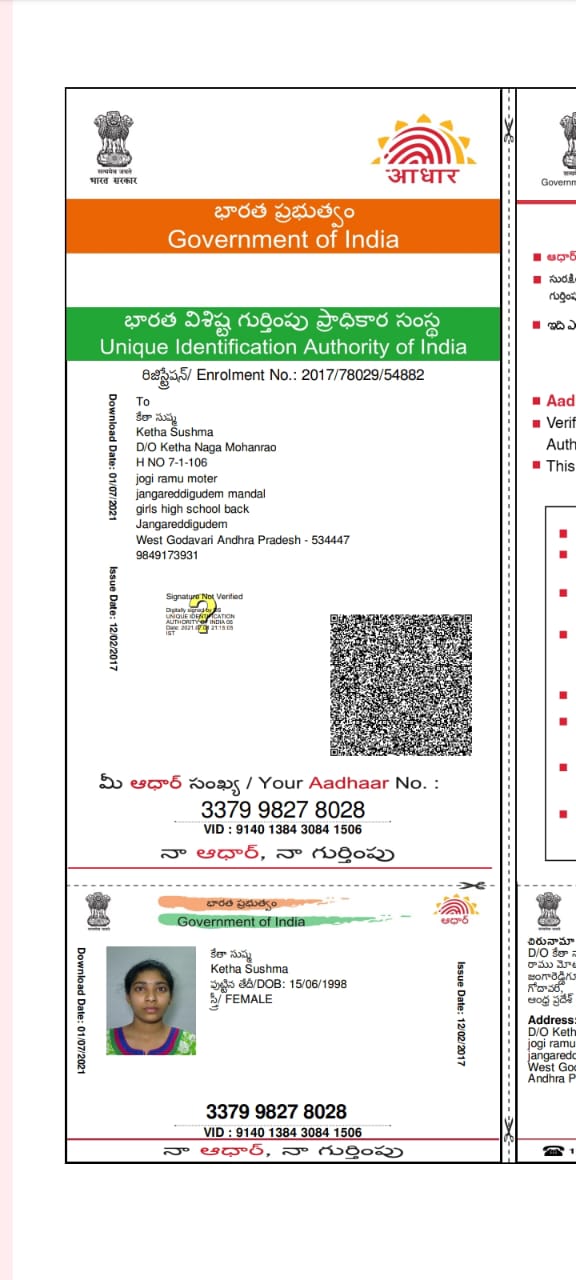 सत्यमेव जयते
भारत सरकार
आधार
భారత ప్రభుత్వం
Government of India
భారత విశిష్ట గుర్తింపు ప్రాధికార సంస్థ
Unique Identification Authority of India
రిజిస్ట్రేషన్/ Enrolment No.: 2017/78029/54882
Download Date: 01/07/2021
Issue Date: 12/02/2017
To
కేతా సుష్మ
Ketha Sushma
D/O Ketha Naga Mohanrao
H NO 7-1-106
jogi ramu moter
jangareddigudem mandal
girls high school back
Jangareddigudem
West Godavari Andhra Pradesh - 534447
9849173931
Signature Not Verified
Digitally signed by DS
UNIQUE IDENTIFICATION
AUTHORITY OF INDIA 05
IST
మీ ఆధార్ సంఖ్య / Your Aadhaar No. :
3379 9827 8028
VID : 9140 1384 3084 1506
నా ఆధార్, నా గుర్తింపు
భారత ప్రభుత్వం
Government of India
ఆధార్
Download Date: 01/07/2021
కేతా సుష్మ
Ketha Sushma
పుట్టిన తేదీ/DOB: 15/06/1998
స్త్రీ/ FEMALE
Issue Date: 12/02/2017
3379 9827 8028
VID : 9140 1384 3084 1506
నా ఆధార్, నా గుర్తింపు
Governm
ఆధార్
సురక్షి
గుర్తింపు
ఇది ఎ
Aad
Verif
Auth
This
చిరునామా
D/O కేతా న
రాము మోట
జంగారెడ్డిగూ
గోదావరి,
ఆంధ్ర ప్రదేశ్
Address:
D/O Keth
jogi ramu
jangaredd
West God
Andhra P
1